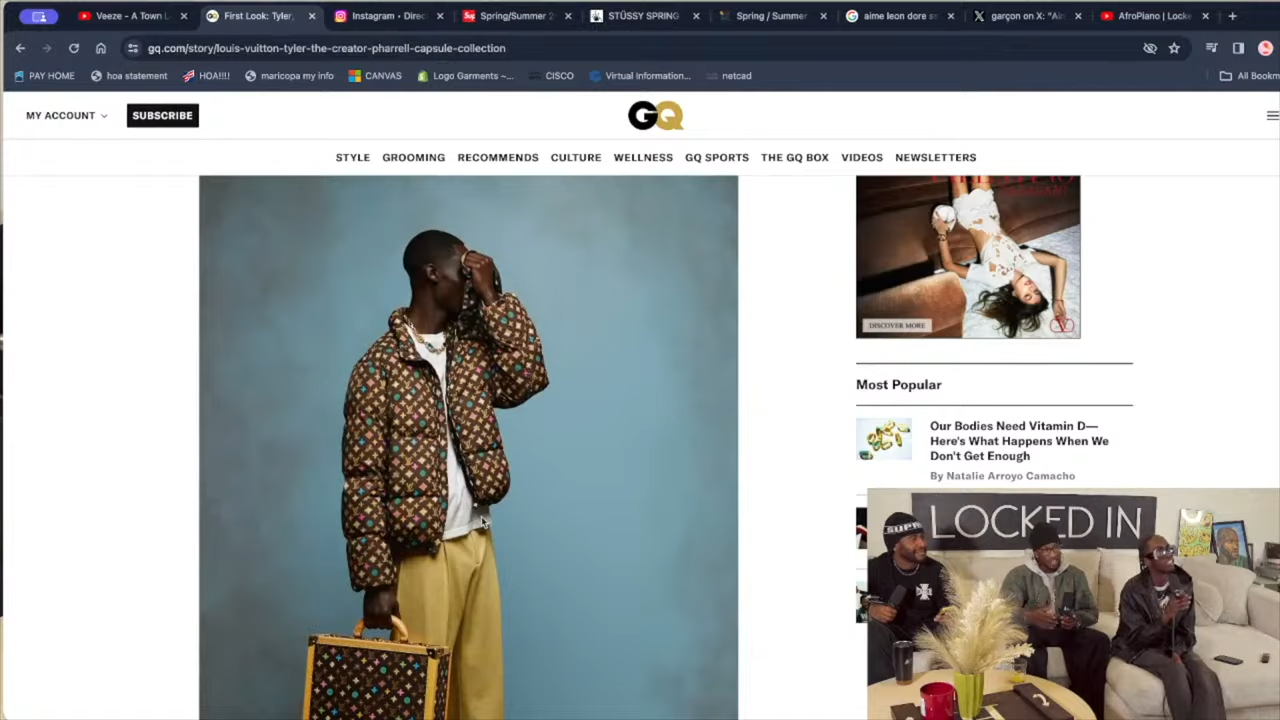 Veeze - A Town L
First Look: Tyler,
Instagram • Direc
Spring/Summer 2
STÜSSY SPRING
Spring / Summer
aime leon dore s
garçon on X: "Aim
AfroPiano | Locke
gq.com/story/louis-vuitton-tyler-the-creator-pharrell-capsule-collection
PAY HOME
hoa statement
HOA!!!!
maricopa my info
CANVAS
Logo Garments ~...
CISCO
Virtual Information...
netcad
All Bookm
MY ACCOUNT
SUBSCRIBE
GQ
STYLE GROOMING RECOMMENDS CULTURE WELLNESS GQ SPORTS THE GQ BOX VIDEOS NEWSLETTERS
DISCOVER MORE
Most Popular
Our Bodies Need Vitamin D—
Here's What Happens When We
Don't Get Enough
By Natalie Arroyo Camacho
LOCKED IN